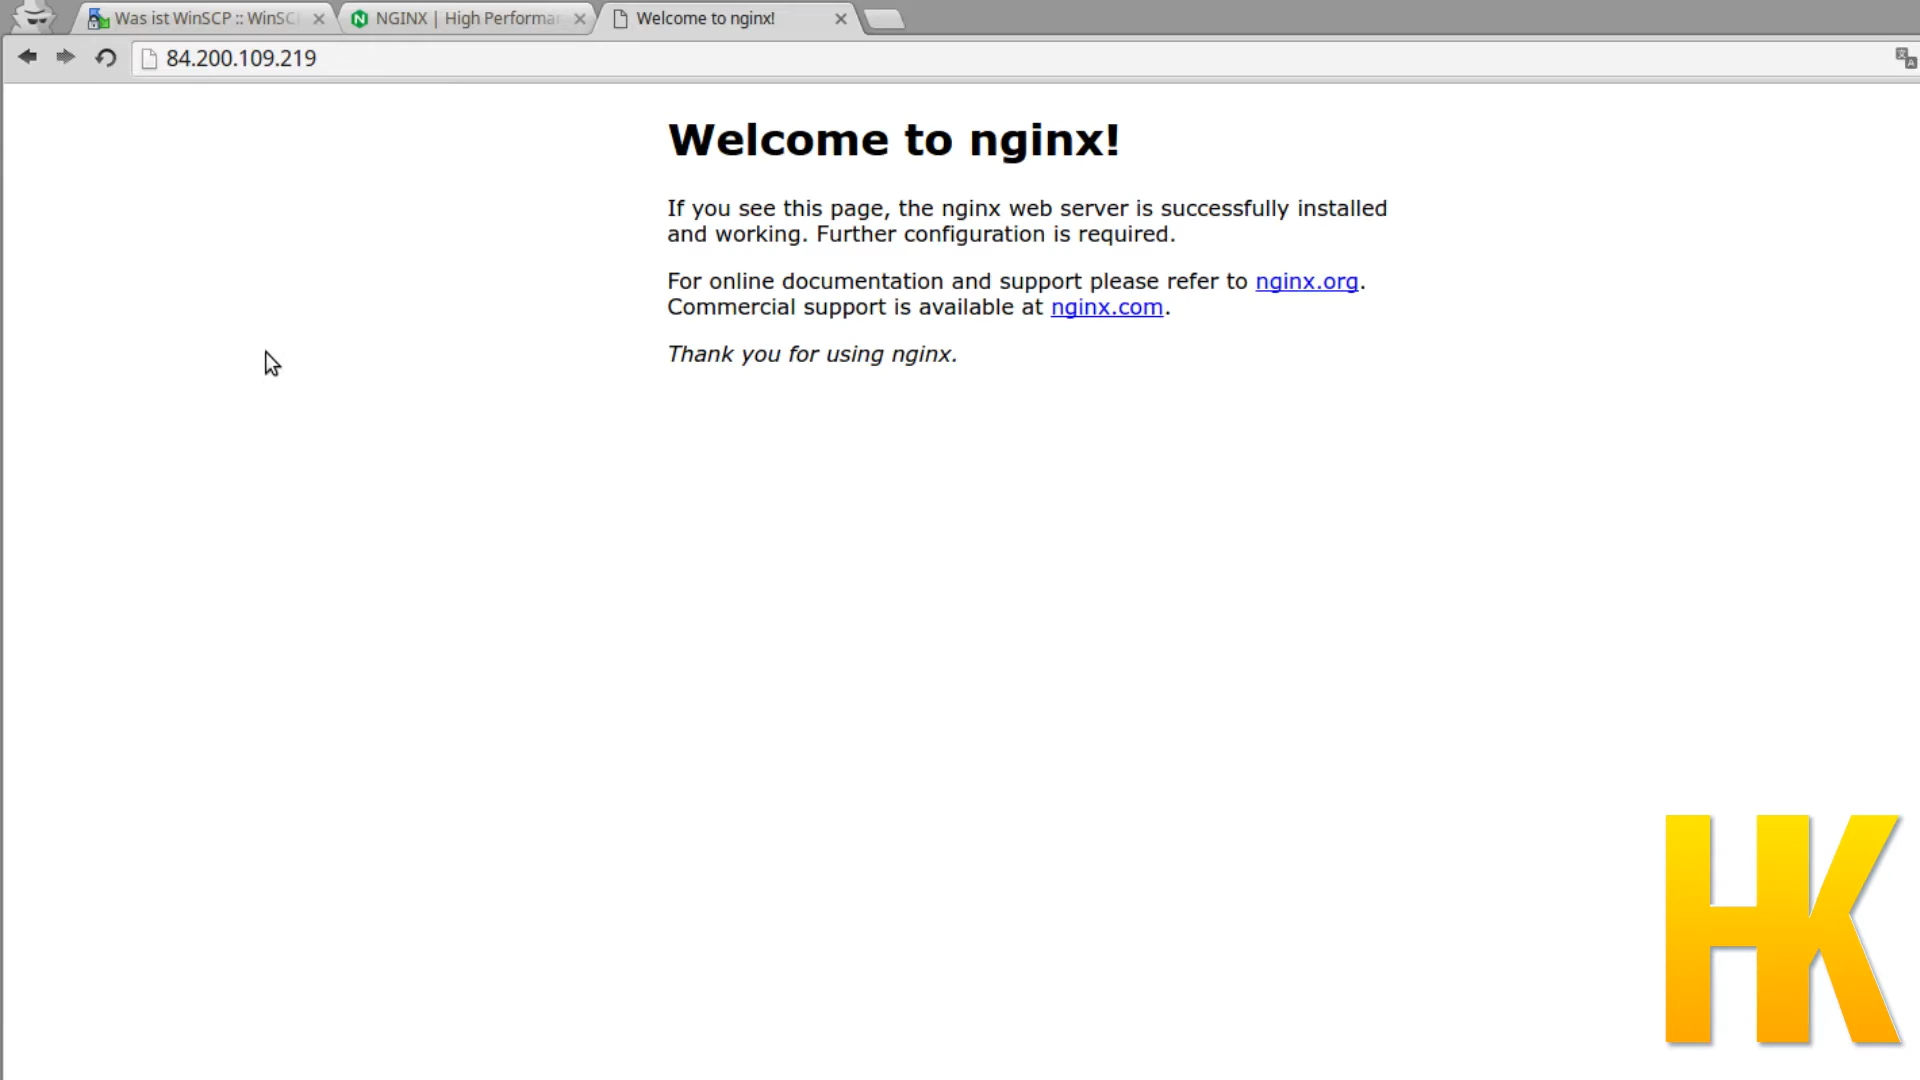 Was ist WinSCP :: WinSC
NGINX | High Performa
Welcome to nginx!
84.200.109.219
Welcome to nginx!
If you see this page, the nginx web server is successfully installed
and working. Further configuration is required.
For online documentation and support please refer to nginx.org.
Commercial support is available at nginx.com.
Thank you for using nginx.
HK